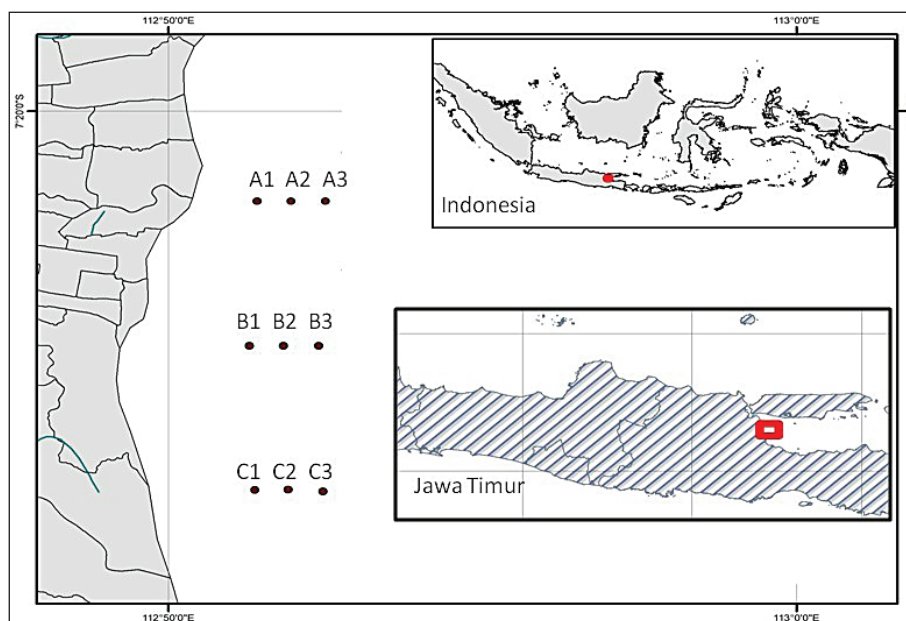 112°50'0"E 113°0'0"E
7°20'0"S
Indonesia
A1 A2 A3
B1 B2 B3
Jawa Timur
C1 C2 C3
112°50'0"E 113°0'0"E